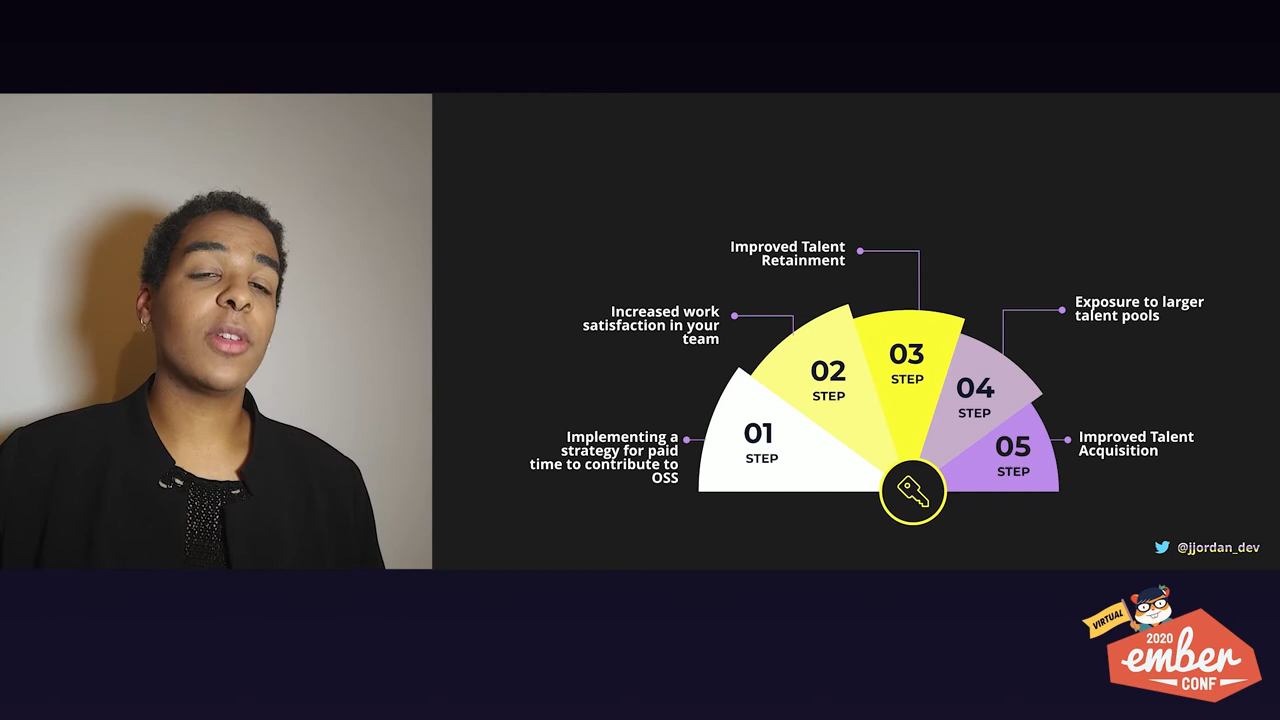 Improved Talent
Retainment
Exposure to larger
talent pools
Increased work
satisfaction in your
team
03
STEP
02
STEP
04
STEP
01
STEP
05
STEP
Implementing a
strategy for paid
time to contribute to
OSS
Improved Talent
Acquisition
@jjordan_dev
VIRTUAL
2020
ember
CONF